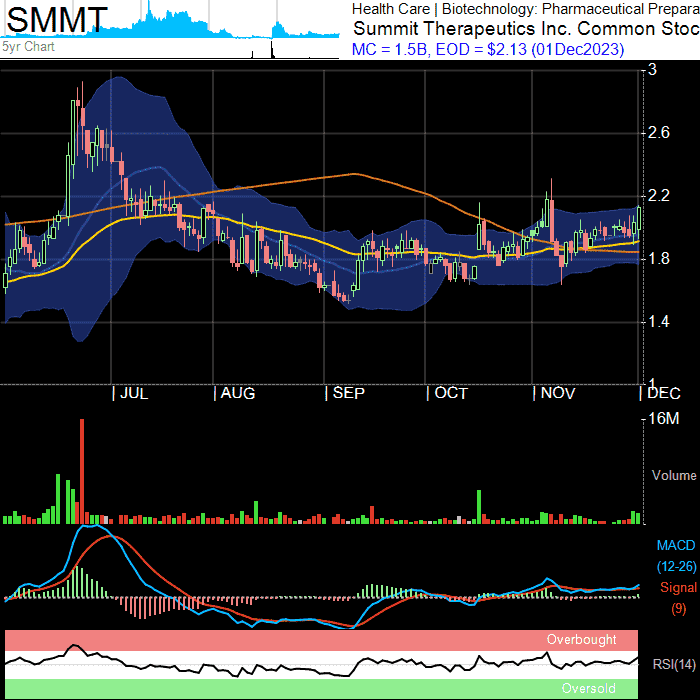 SMMT
5yr Chart
Health Care | Biotechnology: Pharmaceutical Prepara
Summit Therapeutics Inc. Common Stoc
MC = 1.5B, EOD = $2.13 (01Dec2023)
3
2.6
2.2
1.8
1.4
1
| JUL | AUG | SEP | OCT | NOV | DEC
16M
Volume
MACD
(12-26)
Signal
(9)
Overbought
RSI(14)
Oversold